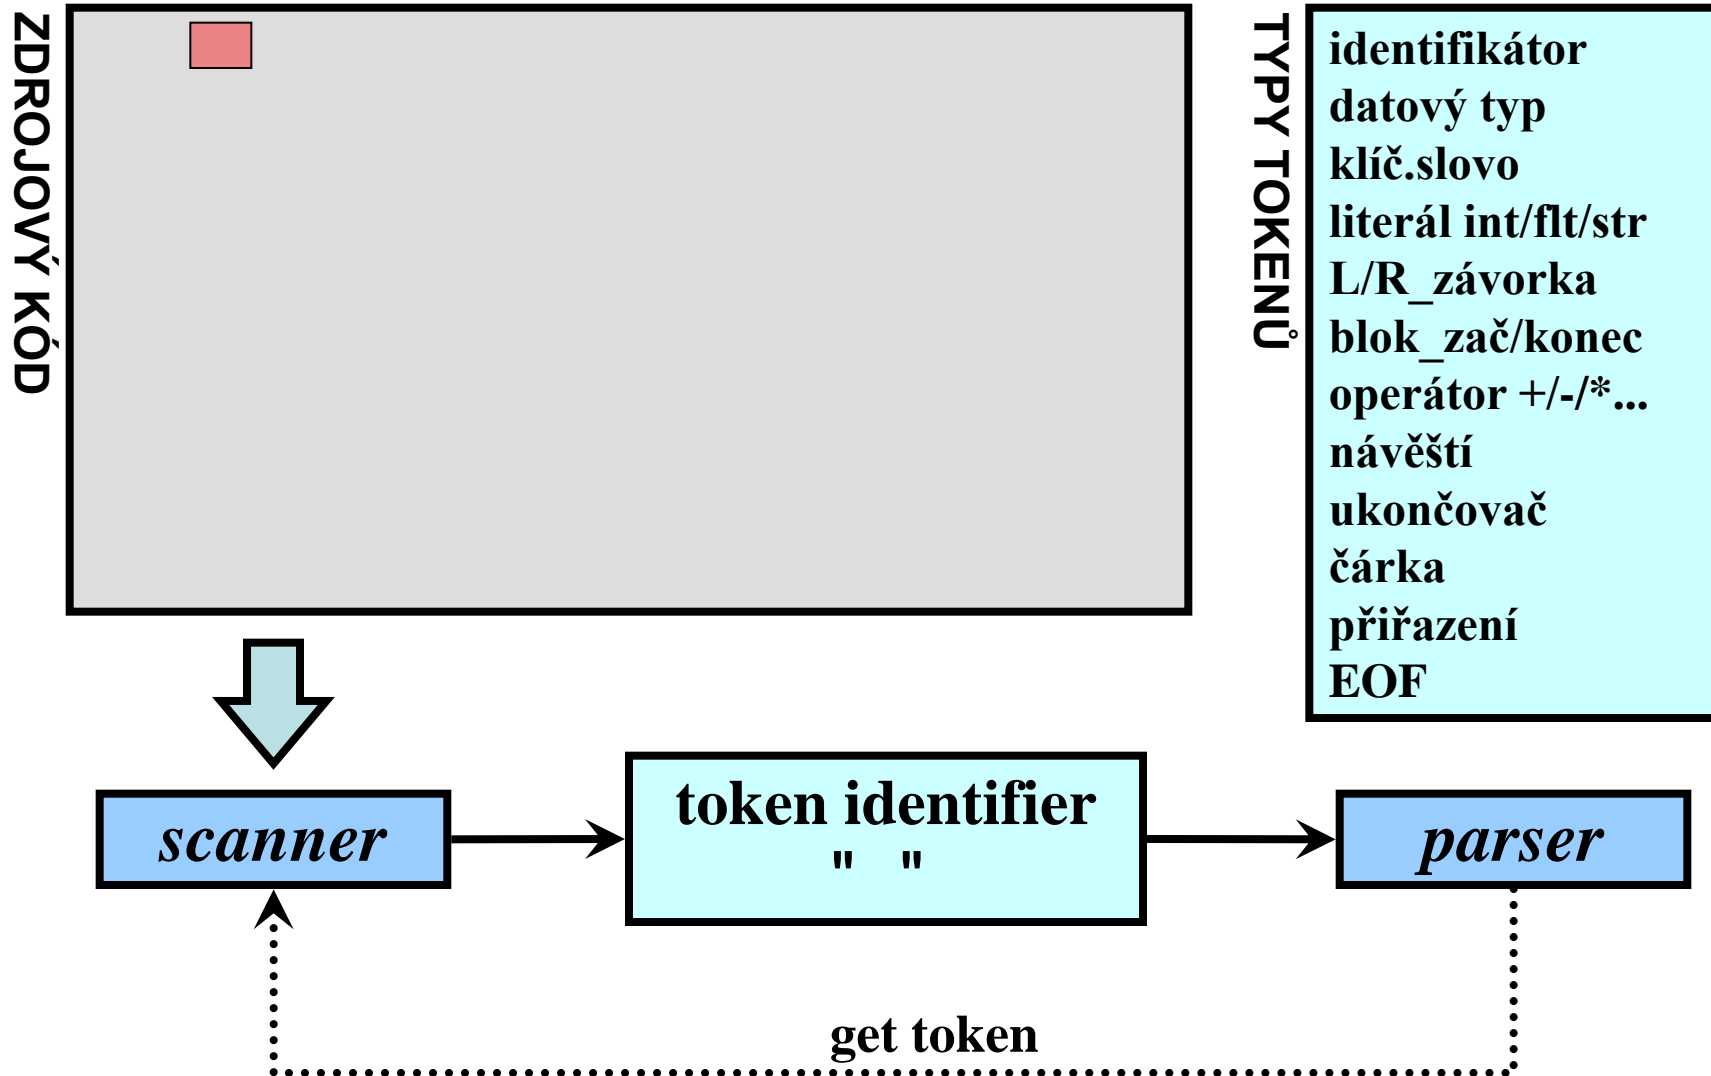 ZDROJOVÝ KÓD
TYPY TOKENŮ
identifikátor
datový typ
klíč.slovo
literál int/flt/str
L/R_závorka
blok_zač/konec
operátor +/-/*...
návěští
ukončovač
čárka
přiřazení
EOF
scanner
token identifier
" "
parser
get token